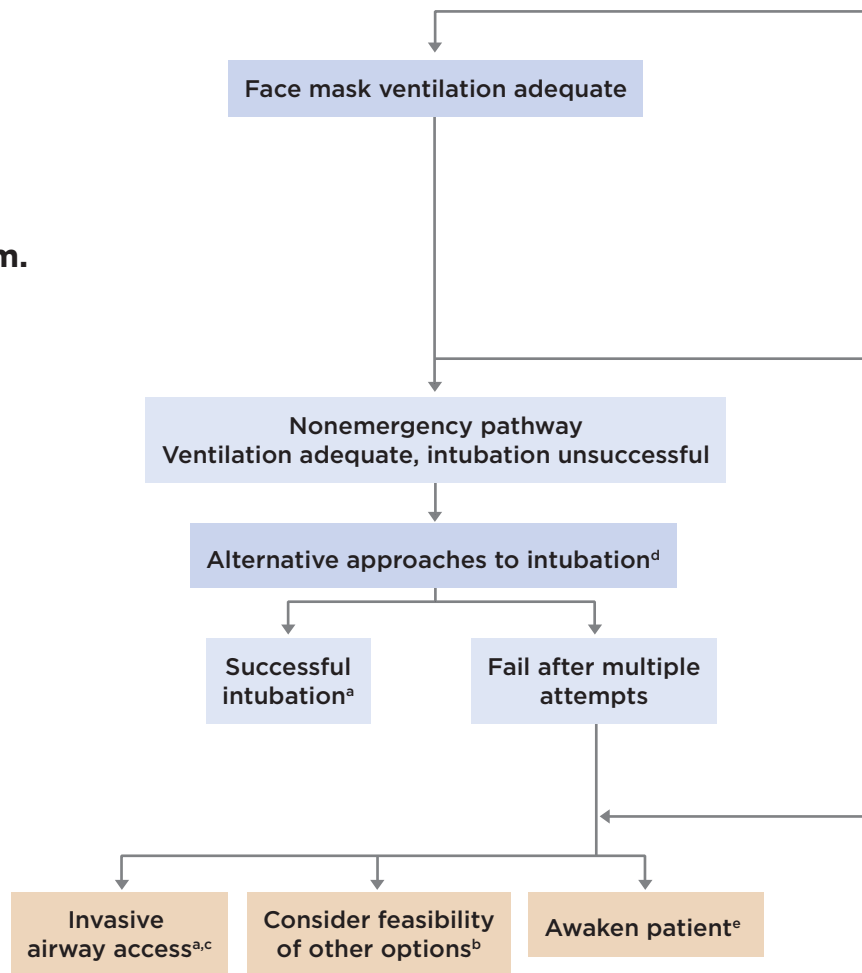 Face mask ventilation adequate
m.
Nonemergency pathway
Ventilation adequate, intubation unsuccessful
Alternative approaches to intubationᵈ
Successful
intubationᵃ
Fail after multiple
attempts
Invasive
airway accessᵃ,ᶜ
Consider feasibility
of other optionsᵇ
Awaken patientᵉ